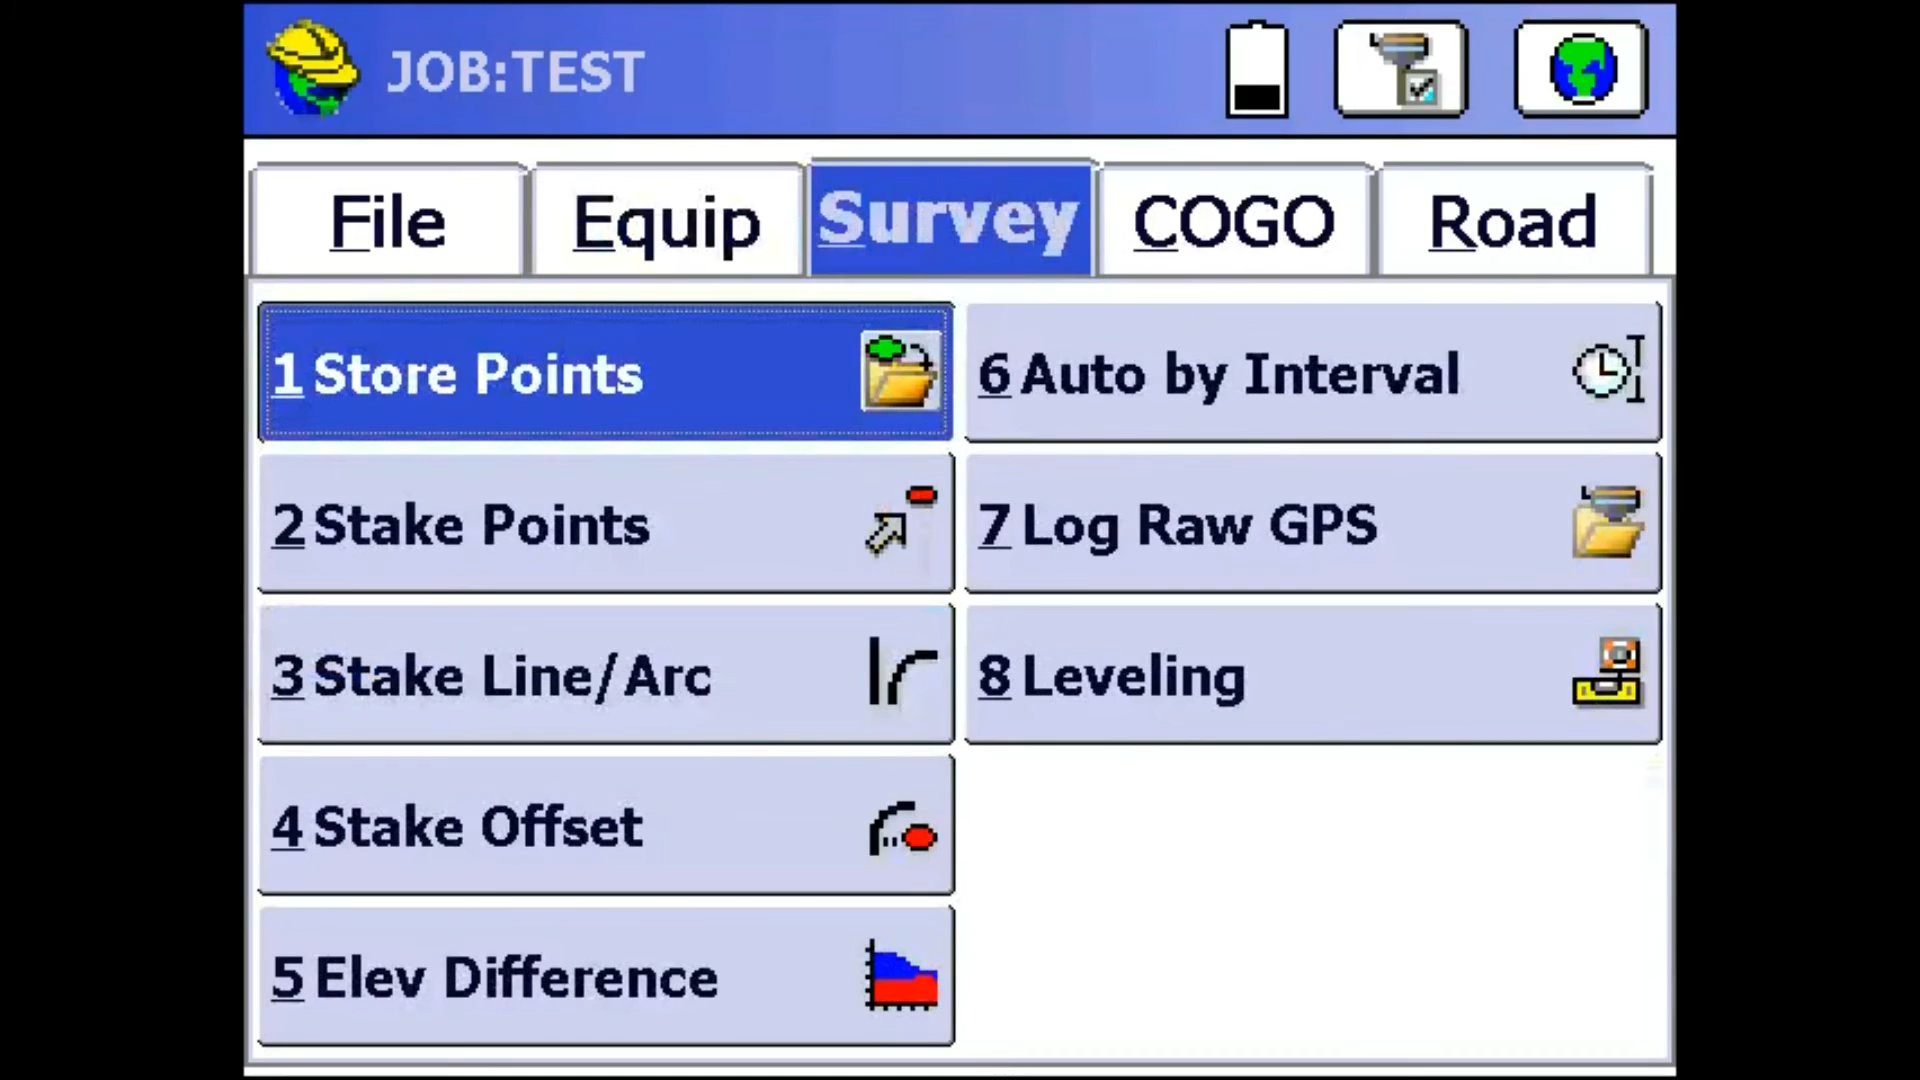 JOB:TEST
File
Equip
Survey
COGO
Road
1 Store Points
2 Stake Points
3 Stake Line/Arc
4 Stake Offset
5 Elev Difference
6 Auto by Interval
7 Log Raw GPS
8 Leveling